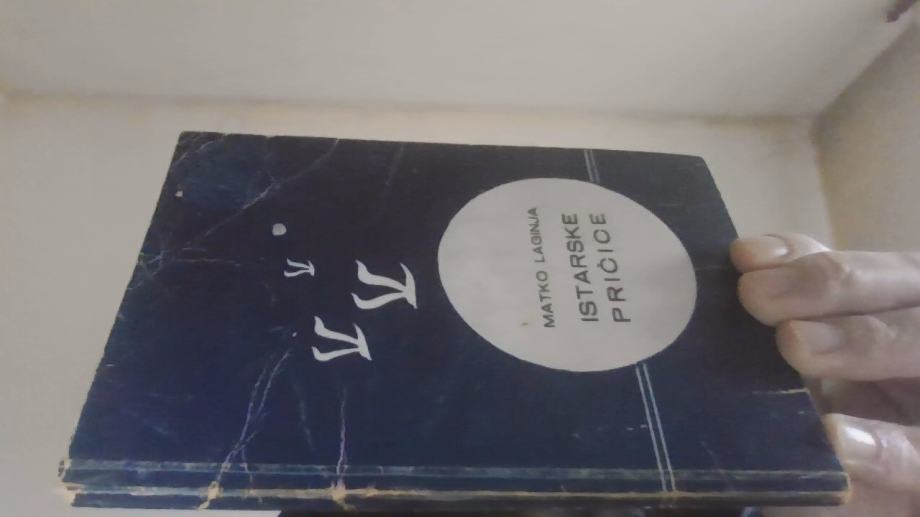 MATKO LAGINJA
ISTARSKE
PRIČICE